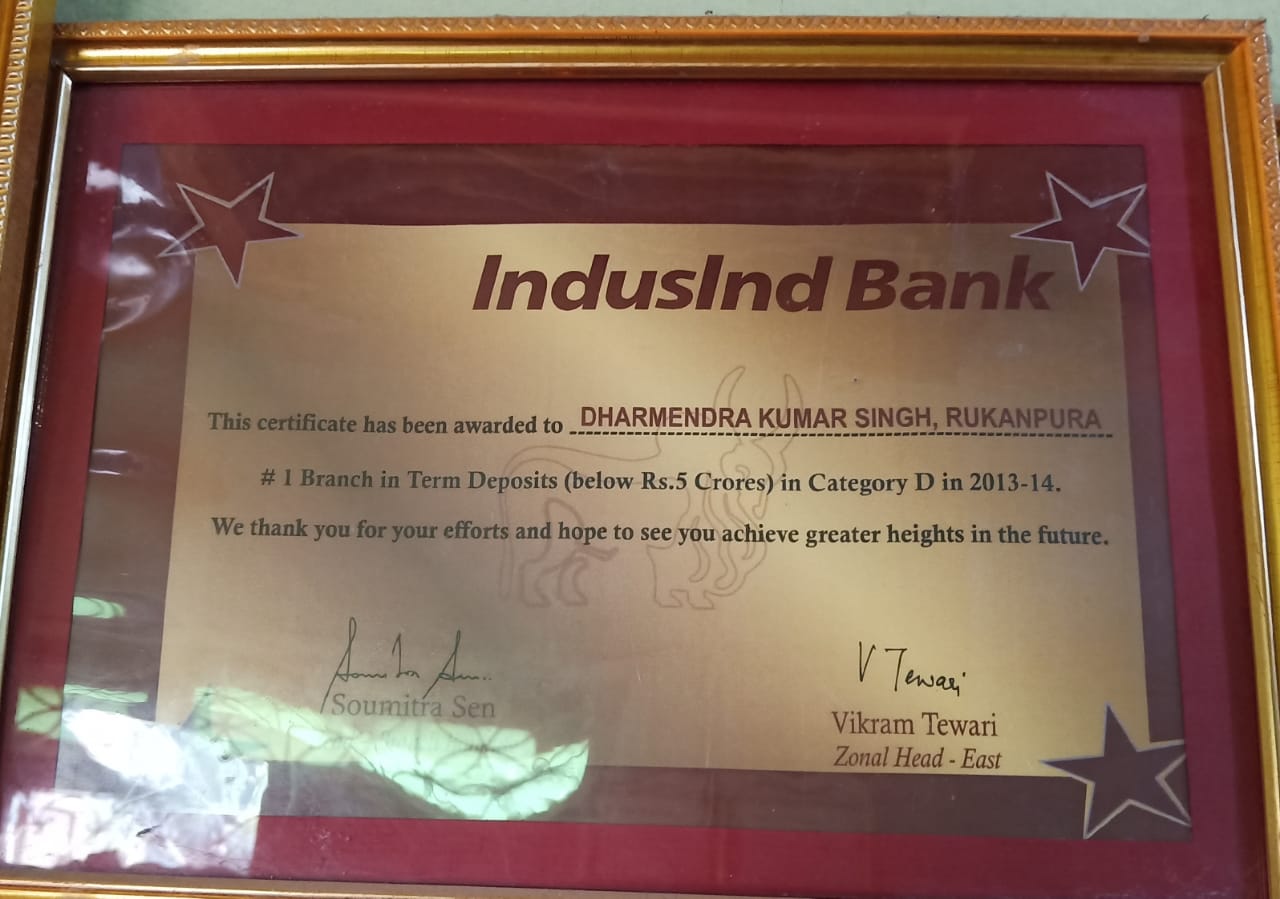 IndusInd Bank
This certificate has been awarded to DHARMENDRA KUMAR SINGH, RUKANPURA
# 1 Branch in Term Deposits (below Rs.5 Crores) in Category D in 2013-14.
We thank you for your efforts and hope to see you achieve greater heights in the future.
Soumitra Sen
V Tewari
Soumitra Sen
Vikram Tewari
Zonal Head - East